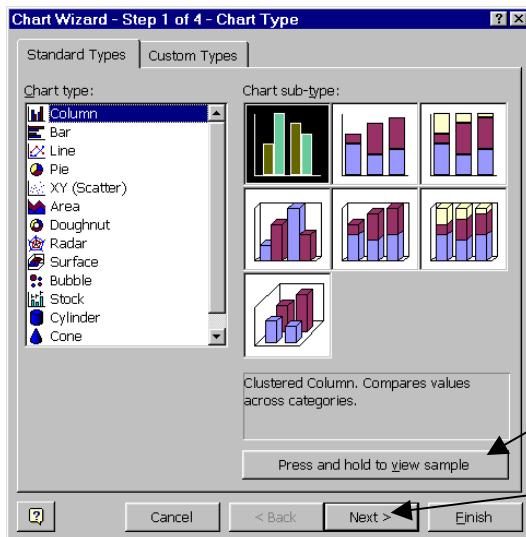 Chart Wizard - Step 1 of 4 - Chart Type
Standard Types
Custom Types
Chart type:
Column
Bar
Line
Pie
XY (Scatter)
Area
Doughnut
Radar
Surface
Bubble
Stock
Cylinder
Cone
Chart sub-type:
Clustered Column. Compares values
across categories.
Press and hold to view sample
Cancel
< Back
Next >
Finish